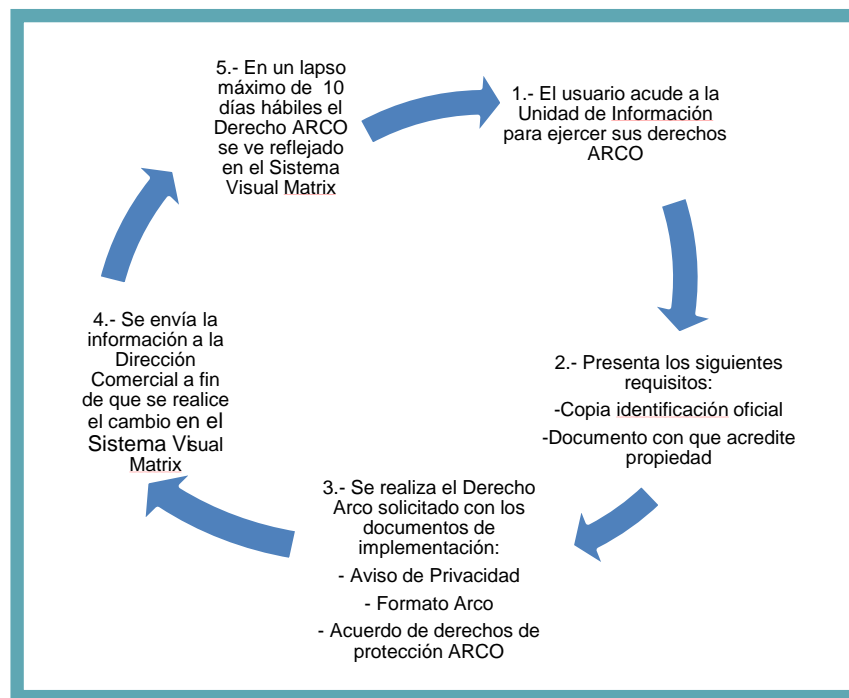 1.- El usuario acude a la
Unidad de Información
para ejercer sus derechos
ARCO
2.- Presenta los siguientes
requisitos:
-Copia identificación oficial
-Documento con que acredite
propiedad
3.- Se realiza el Derecho
Arco solicitado con los
documentos de
implementación:
- Aviso de Privacidad
- Formato Arco
- Acuerdo de derechos de
protección ARCO
4.- Se envía la
información a la
Dirección
Comercial a fin
de que se realice
el cambio en el
Sistema Visual
Matrix
5.- En un lapso
máximo de 10
días hábiles el
Derecho ARCO
se ve reflejado
en el Sistema
Visual Matrix